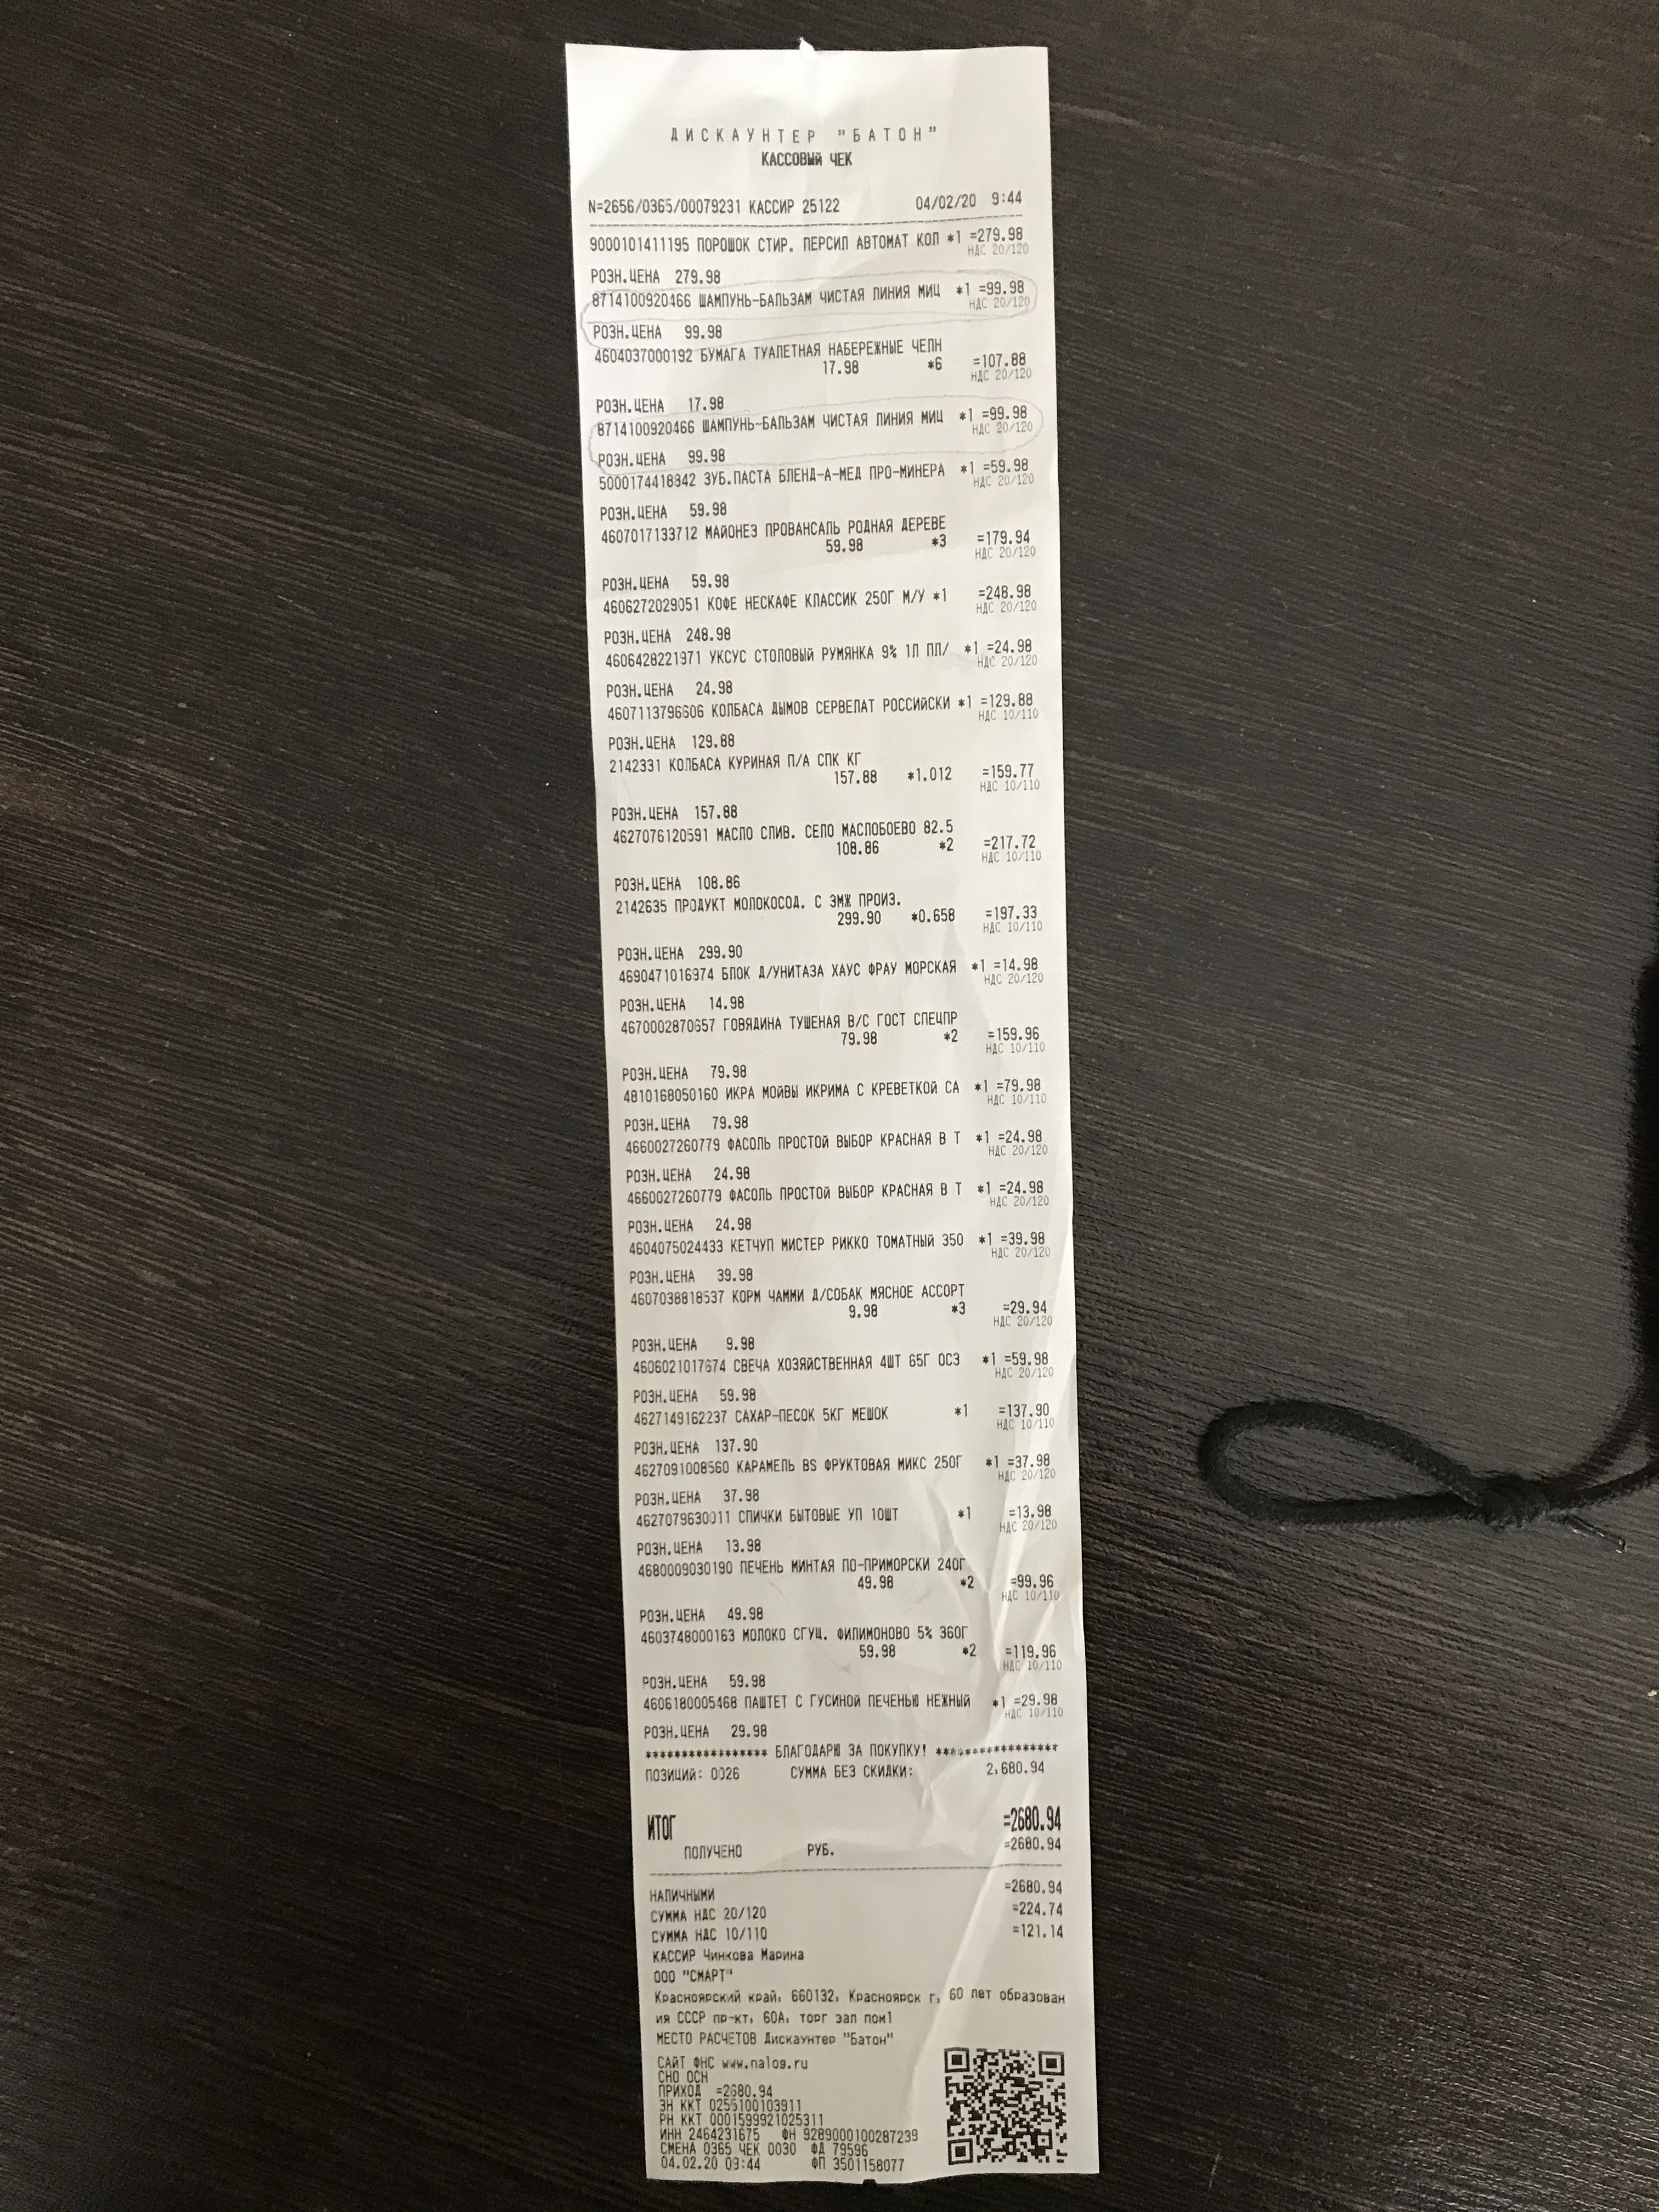 ДИСКАУНТЕР "БАТОН"
КАССОВЫЙ ЧЕК
N=2656/0365/00079231 КАССИР 25122 04/02/20 9:44
9000101411195 ПОРОШОК СТИР. ПЕРСИЛ АВТОМАТ КОЛ *1 =279.98
НДС 20/120
РОЗН.ЦЕНА 279.98
8714100920466 ШАМПУНЬ-БАЛЬЗАМ ЧИСТАЯ ЛИНИЯ МИЦ *1 =99.98
НДС 20/120
РОЗН.ЦЕНА 99.98
4604037000192 БУМАГА ТУАЛЕТНАЯ НАБЕРЕЖНЫЕ ЧЕЛН
17.98 *6 =107.88
НДС 20/120
РОЗН.ЦЕНА 17.98
8714100920466 ШАМПУНЬ-БАЛЬЗАМ ЧИСТАЯ ЛИНИЯ МИЦ *1 =99.98
НДС 20/120
РОЗН.ЦЕНА 99.98
5000174418842 ЗУБ.ПАСТА БЛЕНД-А-МЕД ПРО-МИНЕРА *1 =59.98
НДС 20/120
РОЗН.ЦЕНА 59.98
4607017133712 МАЙОНЕЗ ПРОВАНСАЛЬ РОДНАЯ ДЕРЕВЕ
59.98 *3 =179.94
НДС 20/120
РОЗН.ЦЕНА 59.98
4606272029051 КОФЕ НЕСКАФЕ КЛАССИК 250Г М/У *1 =248.98
НДС 20/120
РОЗН.ЦЕНА 248.98
4606428221971 УКСУС СТОЛОВЫЙ РУМЯНКА 9% 1Л ПЛ/ *1 =24.98
НДС 20/120
РОЗН.ЦЕНА 24.98
4607113796606 КОЛБАСА ДЫМОВ СЕРВЕЛАТ РОССИЙСКИ *1 =129.88
НДС 10/110
РОЗН.ЦЕНА 129.88
2142331 КОЛБАСА КУРИНАЯ П/А СПК КГ
157.88 *1.012 =159.77
НДС 10/110
РОЗН.ЦЕНА 157.88
4627076120591 МАСЛО СЛИВ. СЕЛО МАСЛОБОЕВО 82.5
108.86 *2 =217.72
НДС 10/110
РОЗН.ЦЕНА 108.86
2142635 ПРОДУКТ МОЛОКОСОД. С ЗМЖ ПРОИЗ.
299.90 *0.658 =197.33
НДС 10/110
РОЗН.ЦЕНА 299.90
4690471016974 БЛОК Д/УНИТАЗА ХАУС ФРАУ МОРСКАЯ *1 =14.98
НДС 20/120
РОЗН.ЦЕНА 14.98
4670002870657 ГОВЯДИНА ТУШЕНАЯ В/С ГОСТ СПЕЦПР
79.98 *2 =159.96
НДС 10/110
РОЗН.ЦЕНА 79.98
4810168050160 ИКРА МОЙВЫ ИКРИМА С КРЕВЕТКОЙ СА *1 =79.98
НДС 10/110
РОЗН.ЦЕНА 79.98
4660027260779 ФАСОЛЬ ПРОСТОЙ ВЫБОР КРАСНАЯ В Т *1 =24.98
НДС 20/120
РОЗН.ЦЕНА 24.98
4660027260779 ФАСОЛЬ ПРОСТОЙ ВЫБОР КРАСНАЯ В Т *1 =24.98
НДС 20/120
РОЗН.ЦЕНА 24.98
4604075024433 КЕТЧУП МИСТЕР РИККО ТОМАТНЫЙ 350 *1 =39.98
НДС 20/120
РОЗН.ЦЕНА 39.98
4607038818537 КОРМ ЧАММИ Д/СОБАК МЯСНОЕ АССОРТ
9.98 *3 =29.94
НДС 20/120
РОЗН.ЦЕНА 9.98
4606021017674 СВЕЧА ХОЗЯЙСТВЕННАЯ 4ШТ 65Г ОСЗ *1 =59.98
НДС 20/120
РОЗН.ЦЕНА 59.98
4627149162237 САХАР-ПЕСОК 5КГ МЕШОК *1 =137.90
НДС 10/110
РОЗН.ЦЕНА 137.90
4627091008560 КАРАМЕЛЬ BS ФРУКТОВАЯ МИКС 250Г *1 =37.98
НДС 20/120
РОЗН.ЦЕНА 37.98
4627079630011 СПИЧКИ БЫТОВЫЕ УП 10ШТ *1 =13.98
НДС 20/120
РОЗН.ЦЕНА 13.98
4680009030190 ПЕЧЕНЬ МИНТАЯ ПО-ПРИМОРСКИ 240Г
49.98 *2 =99.96
НДС 10/110
РОЗН.ЦЕНА 49.98
4603748000163 МОЛОКО СГУЩ. ФИЛИМОНОВО 5% 360Г
59.98 *2 =119.96
НДС 10/110
РОЗН.ЦЕНА 59.98
4606180005468 ПАШТЕТ С ГУСИНОЙ ПЕЧЕНЬЮ НЕЖНЫЙ *1 =29.98
НДС 10/110
РОЗН.ЦЕНА 29.98
***************** БЛАГОДАРЮ ЗА ПОКУПКУ! *****************
ПОЗИЦИЙ: 0026 СУММА БЕЗ СКИДКИ: 2,680.94
ИТОГ =2680.94
ПОЛУЧЕНО РУБ. =2680.94
НАЛИЧНЫМИ =2680.94
СУММА НДС 20/120 =224.74
СУММА НДС 10/110 =121.14
КАССИР Чинкова Марина
ООО "СМАРТ"
Красноярский край, 660132, Красноярск г, 60 лет образован
ия СССР пр-кт, 60А, торг зал пом1
МЕСТО РАСЧЕТОВ Дискаунтер "Батон"
САЙТ ФНС www.nalog.ru
СНО ОСН
ПРИХОД =2680.94
ЗН ККТ 0255100103911
РН ККТ 0001599921025311
ИНН 2464231675 ФН 9289000100287239
СМЕНА 0365 ЧЕК 0030 ФД 79596
04.02.20 09:44 ФП 3501158077